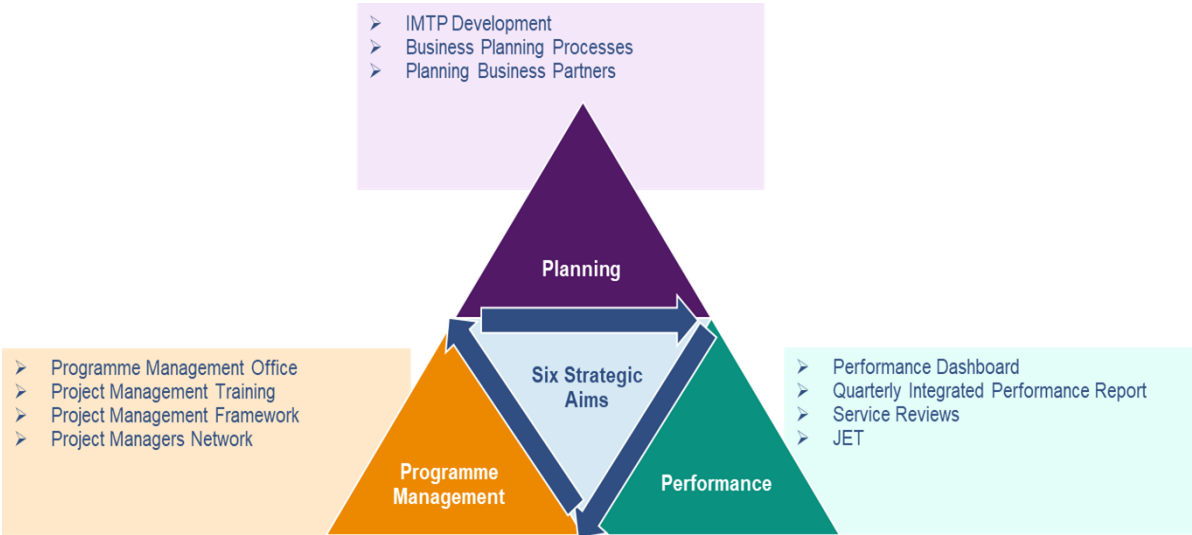 IMTP Development
Business Planning Processes
Planning Business Partners
Planning
Six Strategic
Aims
Programme Management Office
Project Management Training
Project Management Framework
Project Managers Network
Programme
Management
Performance
Performance Dashboard
Quarterly Integrated Performance Report
Service Reviews
JET